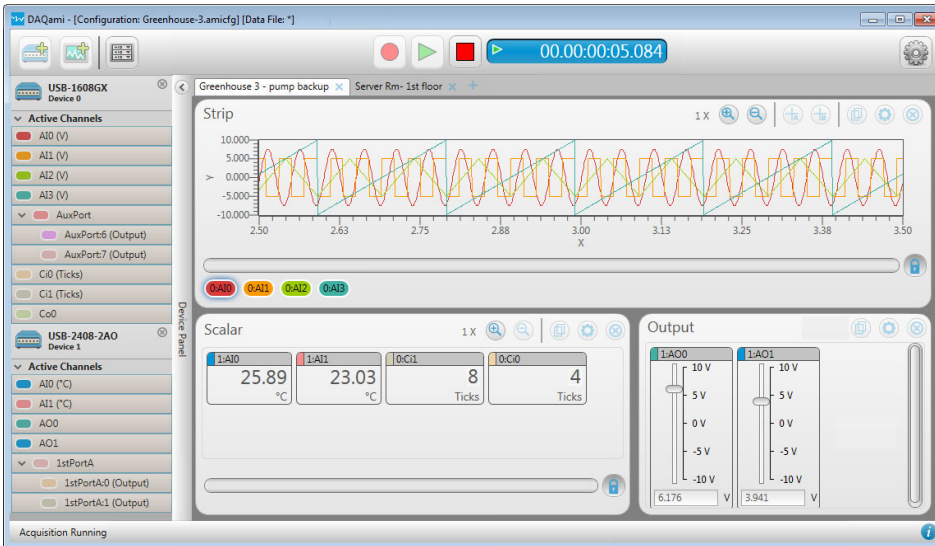 DAQami - [Configuration: Greenhouse-3.amicfg] [Data File: *]
00.00:00:05.084
USB-1608GX
Device 0
Active Channels
AI0 (V)
AI1 (V)
AI2 (V)
AI3 (V)
AuxPort
AuxPort:6 (Output)
AuxPort:7 (Output)
Ci0 (Ticks)
Ci1 (Ticks)
Co0
USB-2408-2AO
Device 1
Active Channels
AI0 (°C)
AI1 (°C)
AO0
AO1
1stPortA
1stPortA:0 (Output)
1stPortA:1 (Output)
Device Panel
Greenhouse 3 - pump backup
Server Rm- 1st floor
Strip
1 X
10.000
5.000
0.000
-5.000
-10.000
Y
2.50 2.63 2.75 2.88 3.00 3.13 3.25 3.38 3.50
X
0:AI0 0:AI1 0:AI2 0:AI3
Scalar
1 X
1:AI0 1:AI1 0:Ci1 0:Ci0
25.89 23.03 8 4
°C °C Ticks Ticks
Output
1:AO0 1:AO1
10 V 10 V
5 V 5 V
0 V 0 V
-5 V -5 V
-10 V -10 V
6.176 V 3.941 V
Acquisition Running